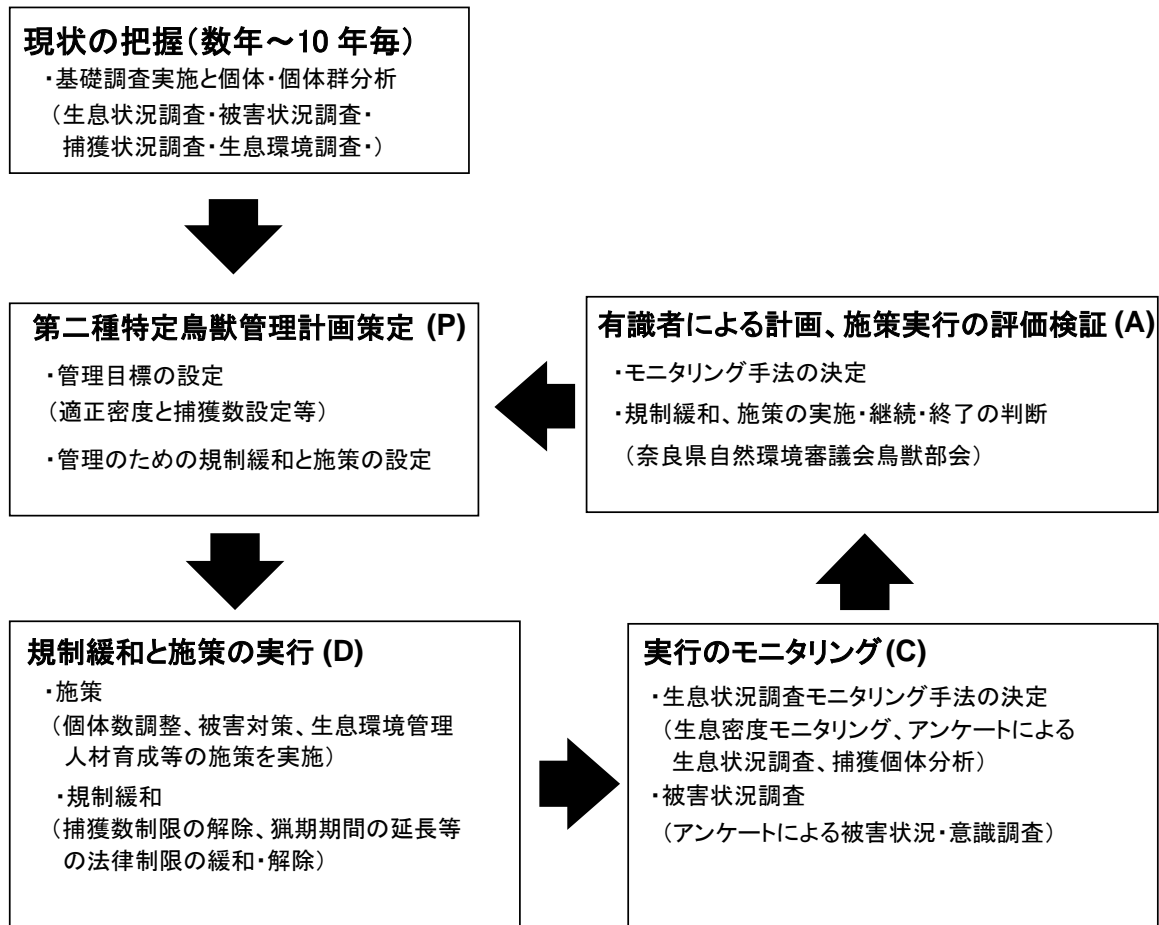 現状の把握（数年～10 年毎）
・基礎調査実施と個体・個体群分析
（生息状況調査・被害状況調査・
捕獲状況調査・生息環境調査・）
第二種特定鳥獣管理計画策定 (P)
・管理目標の設定
（適正密度と捕獲数設定等）
・管理のための規制緩和と施策の設定
有識者による計画、施策実行の評価検証 (A)
・モニタリング手法の決定
・規制緩和、施策の実施・継続・終了の判断
（奈良県自然環境審議会鳥獣部会）
規制緩和と施策の実行 (D)
・施策
（個体数調整、被害対策、生息環境管理
人材育成等の施策を実施）
・規制緩和
（捕獲数制限の解除、猟期期間の延長等
の法律制限の緩和・解除）
実行のモニタリング (C)
・生息状況調査モニタリング手法の決定
（生息密度モニタリング、アンケートによる
生息状況調査、捕獲個体分析）
・被害状況調査
（アンケートによる被害状況・意識調査）